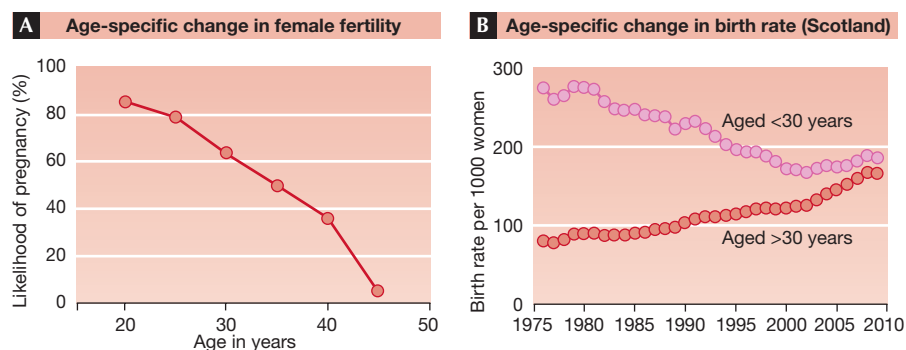 A Age-specific change in female fertility
Likelihood of pregnancy (%)
100
80
60
40
20
0
20 30 40 50
Age in years
B Age-specific change in birth rate (Scotland)
Birth rate per 1000 women
300
200
100
0
Aged <30 years
Aged >30 years
1975 1980 1985 1990 1995 2000 2005 2010